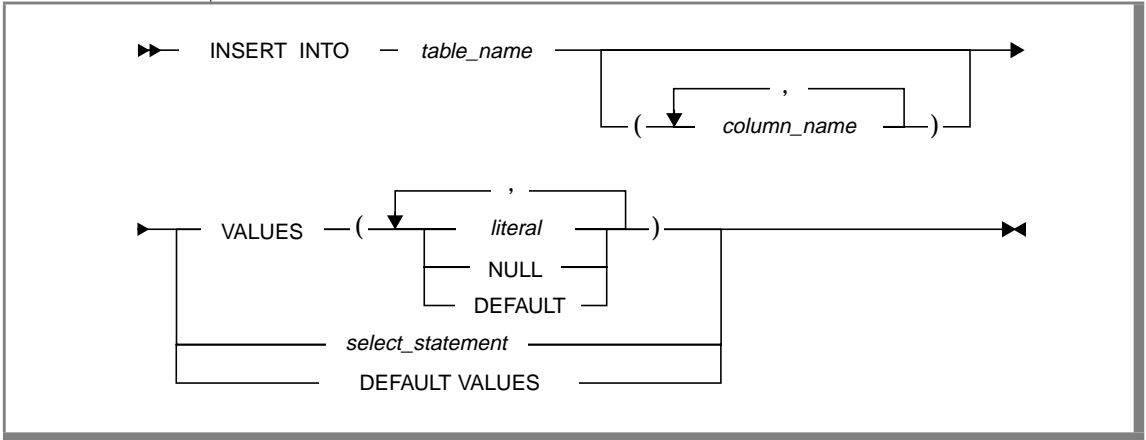 INSERT INTO table_name
,
( column_name )
,
VALUES ( literal )
NULL
DEFAULT
select_statement
DEFAULT VALUES